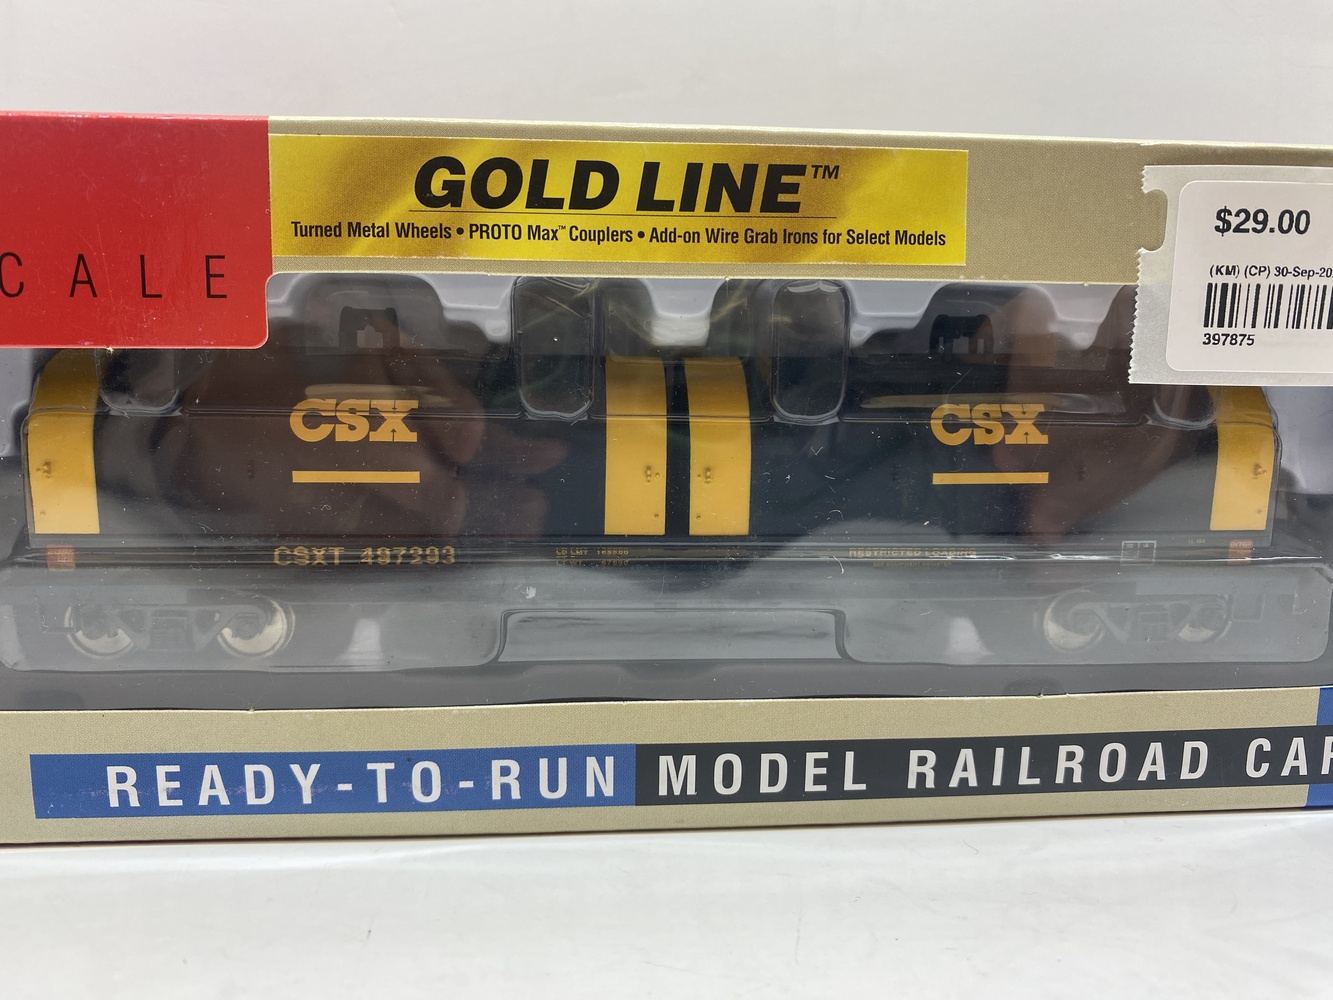 GOLD LINE™
Turned Metal Wheels • PROTO Max™ Couplers • Add-on Wire Grab Irons for Select Models
CALE
$29.00
(KM) (CP) 30-Sep-20
397875
CSX
CSX
CSXT 497293
RESTRICTED LOADING
READY-TO-RUN MODEL RAILROAD CAR